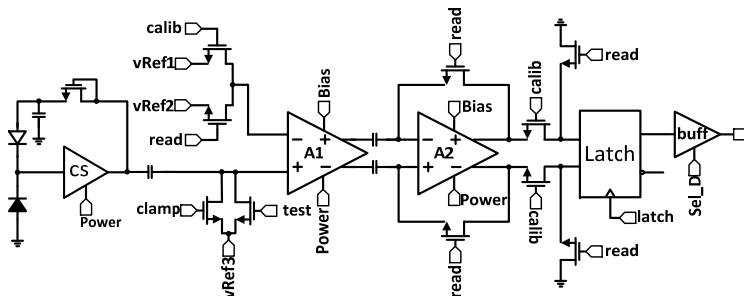 calib
vRef1
vRef2
read
CS
Power
clamp
test
vRef3
Bias
A1
Power
read
Bias
A2
Power
read
calib
calib
read
read
Latch
latch
buff
Sel_D